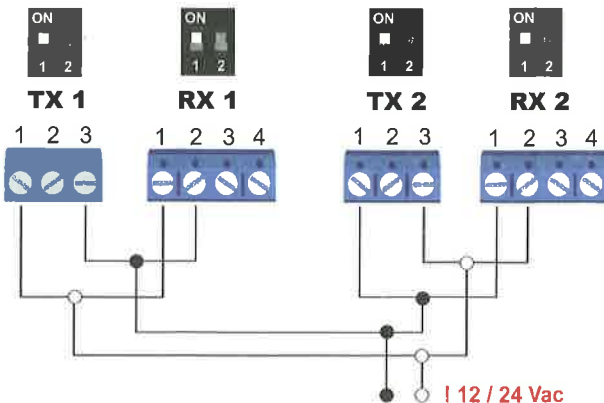 ON ON ON ON
1 2 1 2 1 2 1 2
TX 1 RX 1 TX 2 RX 2
1 2 3 1 2 3 4 1 2 3 1 2 3 4
! 12 / 24 Vac